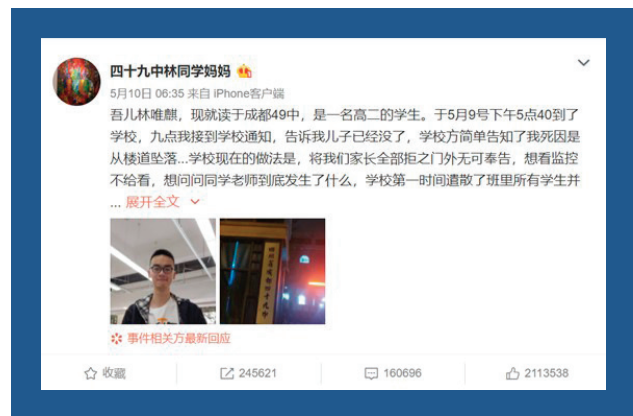 四十九中林同学妈妈
5月10日 06:35 来自 iPhone客户端
吾儿林唯麒，现就读于成都49中，是一名高二的学生。于5月9号下午5点40到了
学校，九点我接到学校通知，告诉我儿子已经没了，学校方简单告知了我死因是
从楼道坠落...学校现在的做法是，将我们家长全部拒之门外无可奉告，想看监控
不给看，想问问同学老师到底发生了什么，学校第一时间遣散了班里所有学生并
... 展开全文
事件相关方最新回应
收藏 245621 160696 2113538